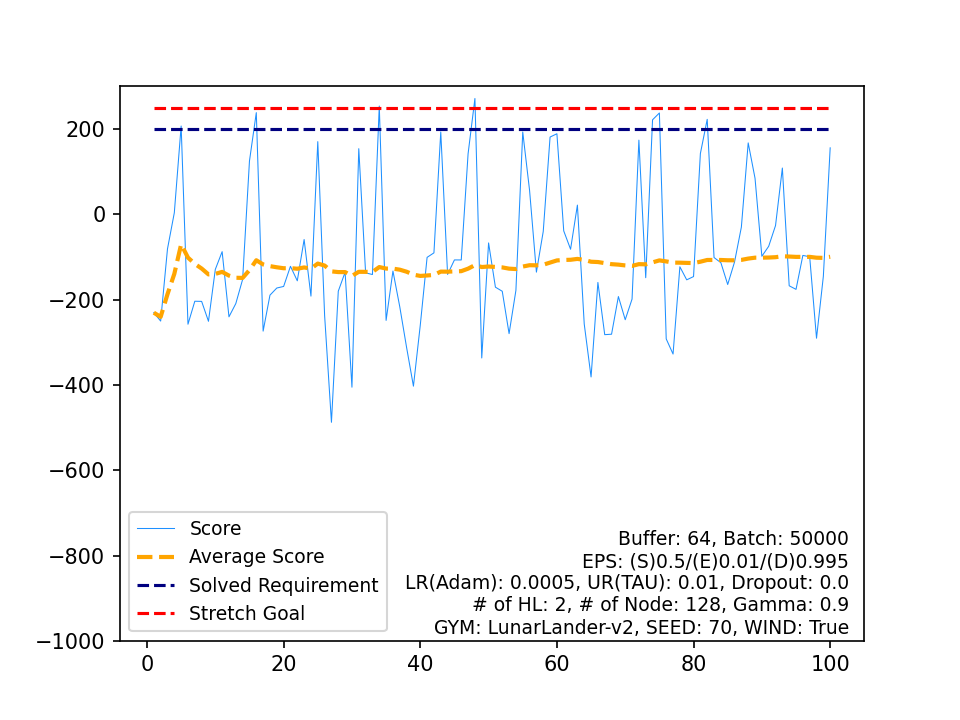 200
0
−200
−400
−600
−800
−1000
Score
Average Score
Solved Requirement
Stretch Goal
Buffer: 64, Batch: 50000
EPS: (S)0.5/(E)0.01/(D)0.995
LR(Adam): 0.0005, UR(TAU): 0.01, Dropout: 0.0
# of HL: 2, # of Node: 128, Gamma: 0.9
GYM: LunarLander-v2, SEED: 70, WIND: True
0 20 40 60 80 100